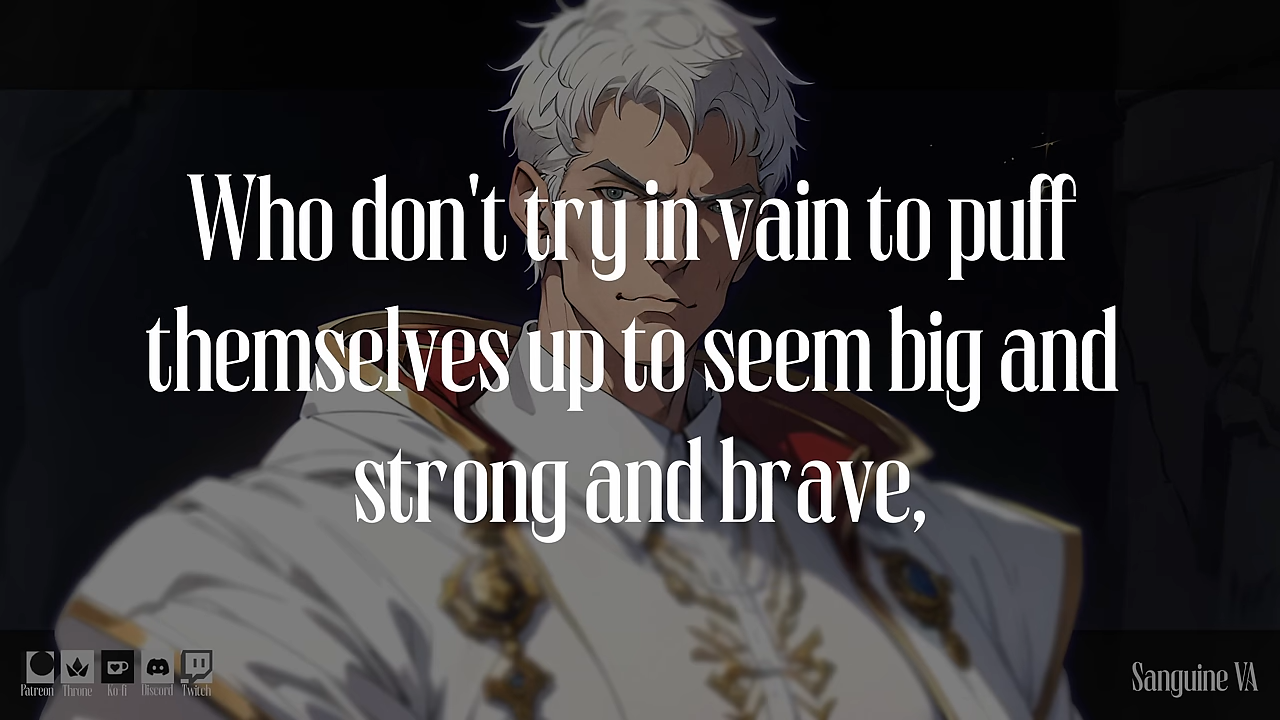 Who don't try in vain to puff
themselves up to seem big and
strong and brave,
Patreon Throne Ko fi Discord Twitch
Sanguine VA